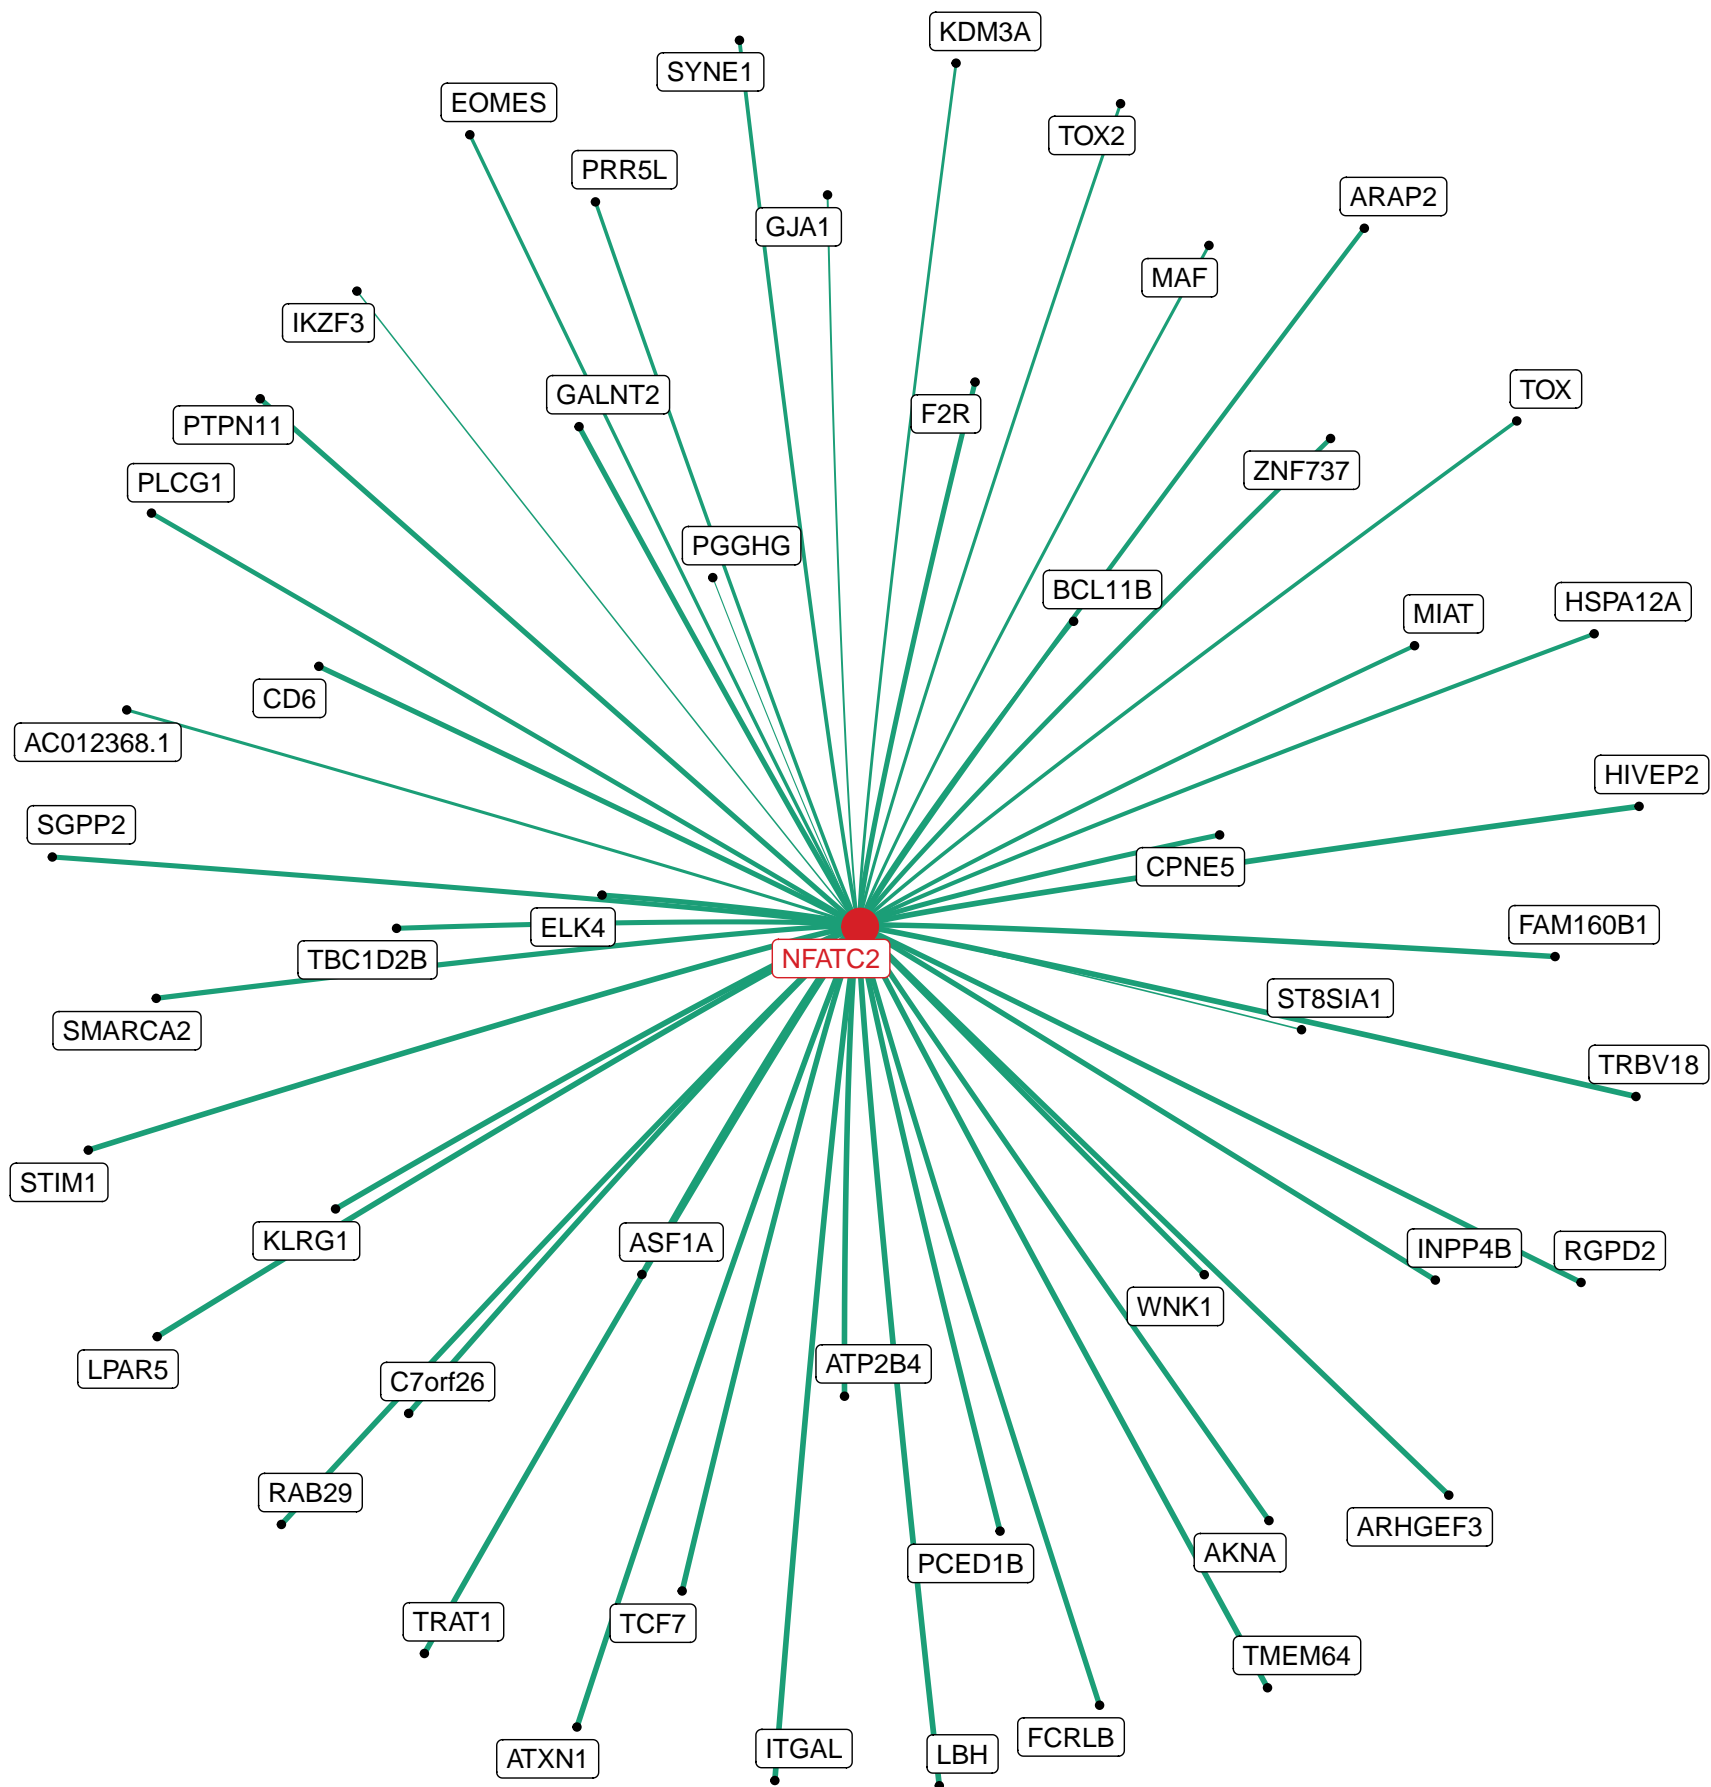 KDM3A
SYNE1
EOMES
TOX2
PRR5L
ARAP2
GJA1
MAF
IKZF3
TOX
GALNT2
F2R
PTPN11
ZNF737
PLCG1
PGGHG
BCL11B
HSPA12A
MIAT
CD6
AC012368.1
HIVEP2
SGPP2
CPNE5
FAM160B1
ELK4
TBC1D2B
NFATC2
ST8SIA1
SMARCA2
TRBV18
STIM1
KLRG1
ASF1A
INPP4B
RGPD2
WNK1
ATP2B4
LPAR5
C7orf26
RAB29
ARHGEF3
AKNA
PCED1B
TRAT1
TCF7
TMEM64
FCRLB
ITGAL
LBH
ATXN1